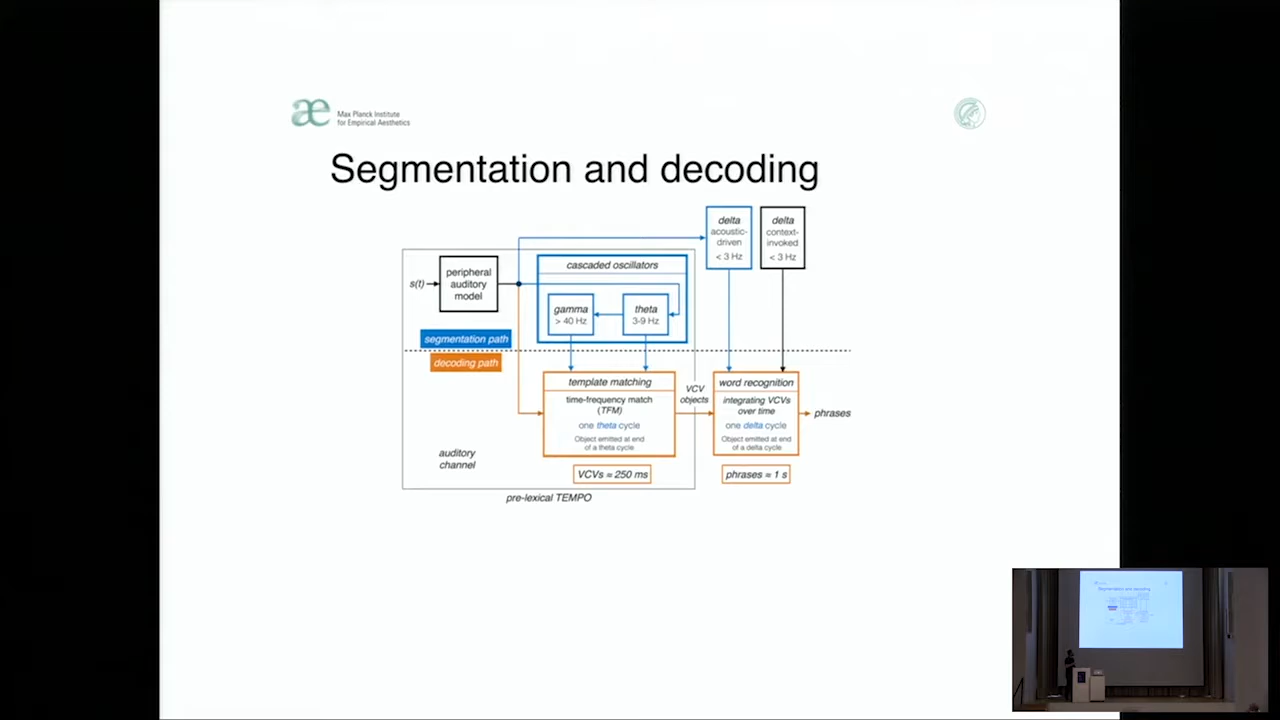 æ
Max Planck Institute
for Empirical Aesthetics
Segmentation and decoding
delta
acoustic-
driven
< 3 Hz
delta
context-
invoked
< 3 Hz
s(t)
peripheral
auditory
model
cascaded oscillators
gamma
> 40 Hz
theta
3-9 Hz
segmentation path
decoding path
template matching
time-frequency match
(TFM)
one theta cycle
Object emitted at end
of a theta cycle
VCV
objects
word recognition
integrating VCVs
over time
one delta cycle
Object emitted at end
of a delta cycle
phrases
auditory
channel
VCVs ≈ 250 ms
phrases ≈ 1 s
pre-lexical TEMPO
Segmentation and decoding